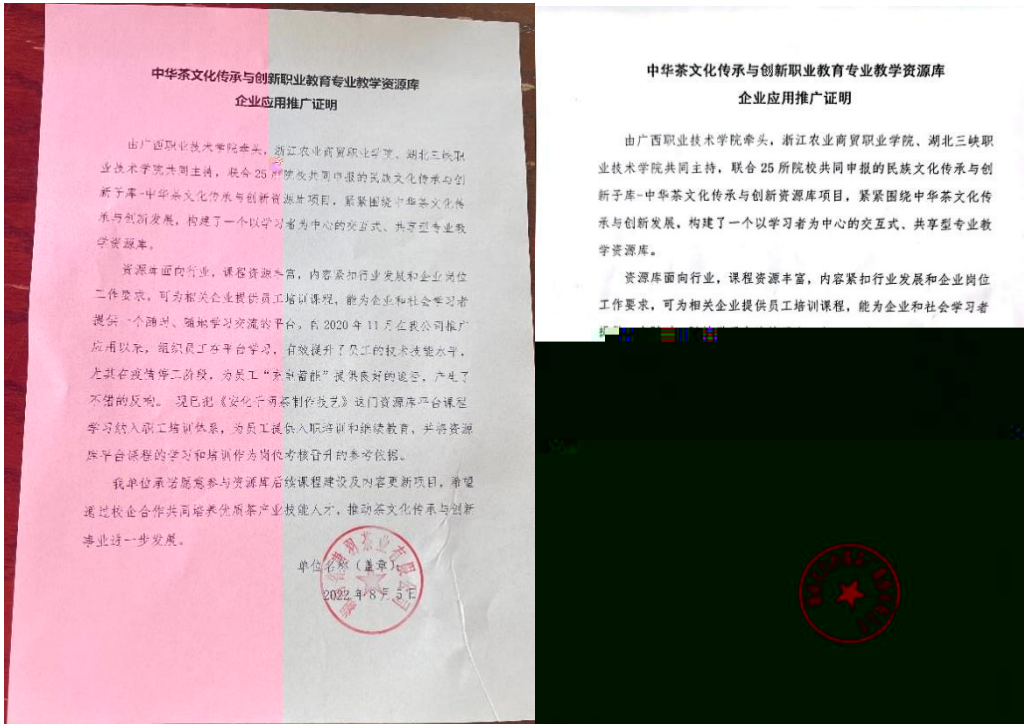 中华茶文化传承与创新职业教育专业教学资源库
企业应用推广证明
由广西职业技术学院牵头，浙江农业商贸职业学院、湖北三峡职
业技术学院共同主持，联合25所院校共同申报的民族文化传承与创
新子库-中华茶文化传承与创新资源库项目，紧紧围绕中华茶文化传
承与创新发展，构建了一个以学习者为中心的交互式、共享型专业教
学资源库。
资源库面向行业，课程资源丰富，内容紧扣行业发展和企业岗位
工作要求，可为相关企业提供员工培训课程，能为企业和社会学习者
提供一个随时、随地学习交流的平台，自2020年11月在我公司推广
应用以来，组织员工在平台学习，有效提升了员工的技术技能水平，
尤其在疫情停工阶段，为员工“充电蓄能”提供良好的途径，产生了
不错的反响。 现已把《安化千两茶制作技艺》这门资源库平台课程
学习纳入职工培训体系，为员工提供入职培训和继续教育，并将资源
库平台课程的学习和培训作为岗位考核晋升的参考依据。
我单位承诺愿意参与资源库后续课程建设及内容更新项目，希望
通过校企合作共同培养优质茶产业技能人才，推动茶文化传承与创新
事业进一步发展。
单位名称（盖章）
2022年8月5日
茶业有限公司
中华茶文化传承与创新职业教育专业教学资源库
企业应用推广证明
由广西职业技术学院牵头，浙江农业商贸职业学院、湖北三峡职
业技术学院共同主持，联合25所院校共同申报的民族文化传承与创
新子库-中华茶文化传承与创新资源库项目，紧紧围绕中华茶文化传
承与创新发展，构建了一个以学习者为中心的交互式、共享型专业教
学资源库。
资源库面向行业，课程资源丰富，内容紧扣行业发展和企业岗位
工作要求，可为相关企业提供员工培训课程，能为企业和社会学习者